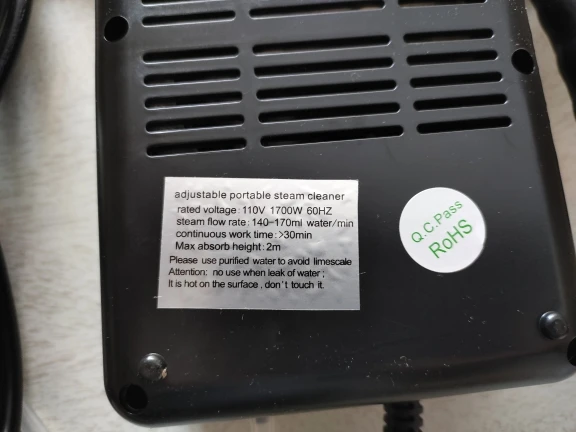 adjustable portable steam cleaner
rated voltage: 110V 1700W 60HZ
steam flow rate: 140-170ml water/min
continuous work time: >30min
Max absorb height: 2m
Please use purified water to avoid limescale
Attention: no use when leak of water;
It is hot on the surface, don't touch it.
Q.C.Pass
RoHS